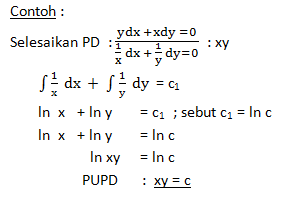 Contoh :
Selesaikan PD : ydx + xdy = 0 : xy
1/x dx + 1/y dy=0
∫ 1/x dx + ∫ 1/y dy = c₁
ln x + ln y = c₁ ; sebut c₁ = ln c
ln x + ln y = ln c
ln xy = ln c
PUPD : xy = c